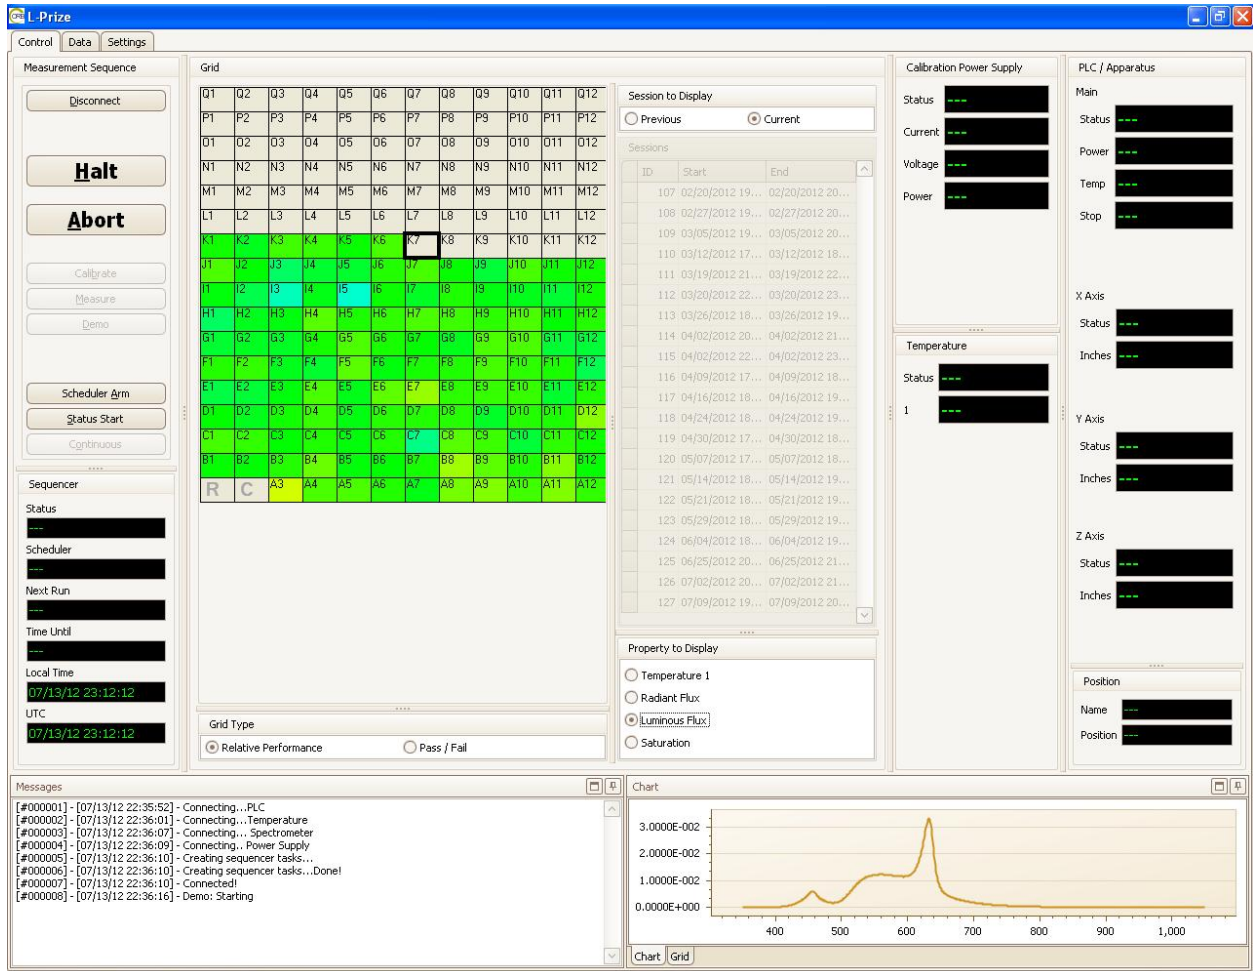 L-Prize
Control Data Settings
Measurement Sequence
Disconnect
Halt
Abort
Calibrate
Measure
Demo
Scheduler Arm
Status Start
Continuous
Sequencer
Status
---
Scheduler
---
Next Run
---
Time Until
---
Local Time
07/13/12 23:12:12
UTC
07/13/12 23:12:12
Grid
Q1 Q2 Q3 Q4 Q5 Q6 Q7 Q8 Q9 Q10 Q11 Q12
P1 P2 P3 P4 P5 P6 P7 P8 P9 P10 P11 P12
O1 O2 O3 O4 O5 O6 O7 O8 O9 O10 O11 O12
N1 N2 N3 N4 N5 N6 N7 N8 N9 N10 N11 N12
M1 M2 M3 M4 M5 M6 M7 M8 M9 M10 M11 M12
L1 L2 L3 L4 L5 L6 L7 L8 L9 L10 L11 L12
K1 K2 K3 K4 K5 K6 K7 K8 K9 K10 K11 K12
J1 J2 J3 J4 J5 J6 J7 J8 J9 J10 J11 J12
I1 I2 I3 I4 I5 I6 I7 I8 I9 I10 I11 I12
H1 H2 H3 H4 H5 H6 H7 H8 H9 H10 H11 H12
G1 G2 G3 G4 G5 G6 G7 G8 G9 G10 G11 G12
F1 F2 F3 F4 F5 F6 F7 F8 F9 F10 F11 F12
E1 E2 E3 E4 E5 E6 E7 E8 E9 E10 E11 E12
D1 D2 D3 D4 D5 D6 D7 D8 D9 D10 D11 D12
C1 C2 C3 C4 C5 C6 C7 C8 C9 C10 C11 C12
B1 B2 B3 B4 B5 B6 B7 B8 B9 B10 B11 B12
R C A3 A4 A5 A6 A7 A8 A9 A10 A11 A12
Grid Type
Relative Performance Pass / Fail
Session to Display
Previous Current
Sessions
ID Start End
107 02/20/2012 19... 02/20/2012 20...
108 02/27/2012 19... 02/27/2012 20...
109 03/05/2012 19... 03/05/2012 20...
110 03/12/2012 17... 03/12/2012 18...
111 03/19/2012 21... 03/19/2012 22...
112 03/20/2012 22... 03/20/2012 23...
113 03/26/2012 18... 03/26/2012 19...
114 04/02/2012 20... 04/02/2012 21...
115 04/02/2012 22... 04/02/2012 23...
116 04/09/2012 17... 04/09/2012 18...
117 04/16/2012 18... 04/16/2012 19...
118 04/24/2012 18... 04/24/2012 19...
119 04/30/2012 17... 04/30/2012 18...
120 05/07/2012 17... 05/07/2012 18...
121 05/14/2012 18... 05/14/2012 19...
122 05/21/2012 18... 05/21/2012 19...
123 05/29/2012 18... 05/29/2012 19...
124 06/04/2012 18... 06/04/2012 19...
125 06/25/2012 20... 06/25/2012 21...
126 07/02/2012 20... 07/02/2012 21...
127 07/09/2012 19... 07/09/2012 20...
Property to Display
Temperature 1
Radiant Flux
Luminous Flux
Saturation
Calibration Power Supply
Status ---
Current ---
Voltage ---
Power ---
Temperature
Status ---
1 ---
PLC / Apparatus
Main
Status ---
Power ---
Temp ---
Stop ---
X Axis
Status ---
Inches ---
Y Axis
Status ---
Inches ---
Z Axis
Status ---
Inches ---
Position
Name ---
Position ---
Messages
[#000001] - [07/13/12 22:35:52] - Connecting...PLC
[#000002] - [07/13/12 22:36:01] - Connecting...Temperature
[#000003] - [07/13/12 22:36:07] - Connecting... Spectrometer
[#000004] - [07/13/12 22:36:09] - Connecting.. Power Supply
[#000005] - [07/13/12 22:36:10] - Creating sequencer tasks...
[#000006] - [07/13/12 22:36:10] - Creating sequencer tasks...Done!
[#000007] - [07/13/12 22:36:10] - Connected!
[#000008] - [07/13/12 22:36:16] - Demo: Starting
Chart
3.0000E-002
2.0000E-002
1.0000E-002
0.0000E+000
400 500 600 700 800 900 1,000
Chart Grid